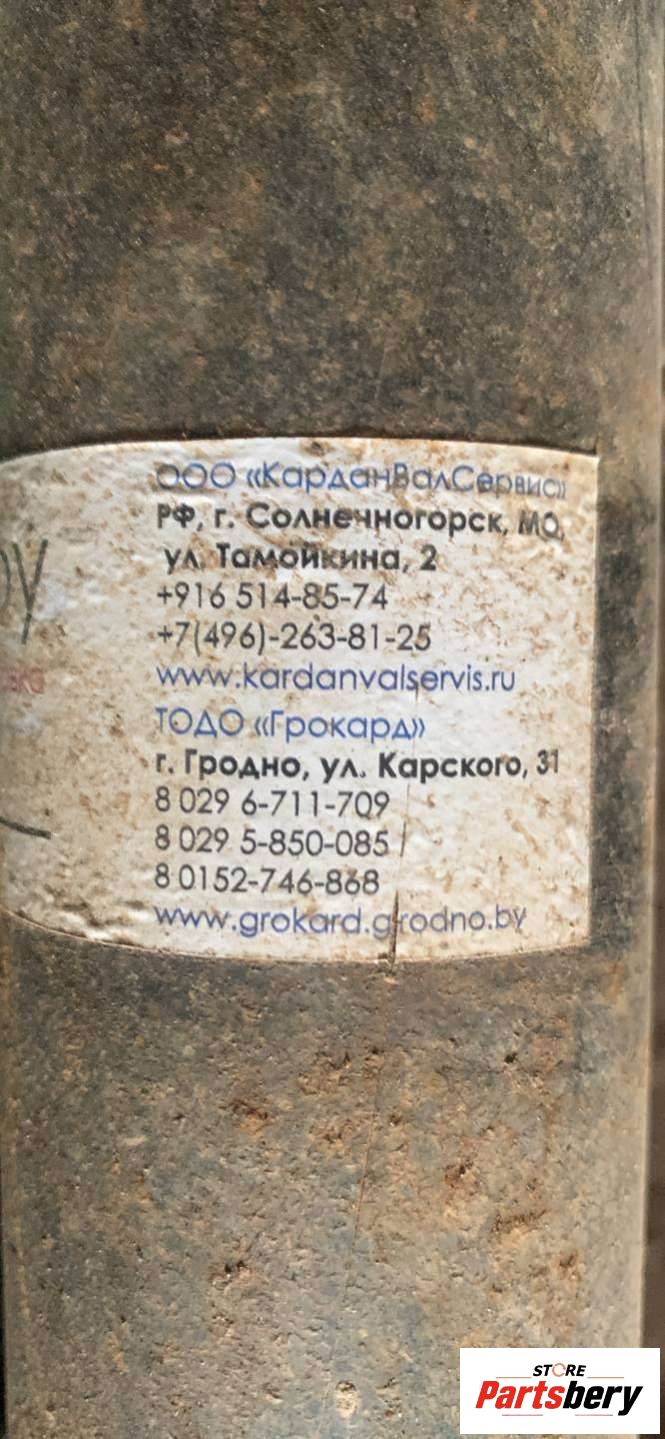 ООО «КарданВалСервис»
РФ, г. Солнечногорск, МО,
ул. Тамойкина, 2
+916 514-85-74
+7(496)-263-81-25
www.kardanvalservis.ru
ТОДО «Грокард»
г. Гродно, ул. Карского, 31
8 029 6-711-709
8 029 5-850-085
8 0152-746-868
www.grokard.grodno.by
STORE
Partsbery